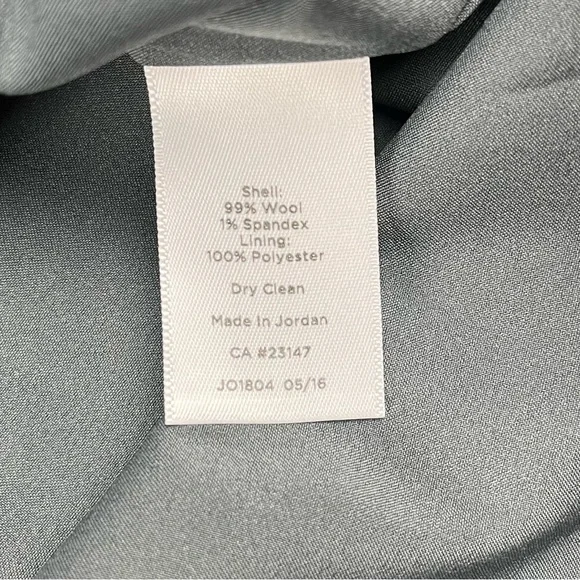 Shell:
99% Wool
1% Spandex
Lining:
100% Polyester
Dry Clean
Made In Jordan
CA #23147
JO1804 05/16